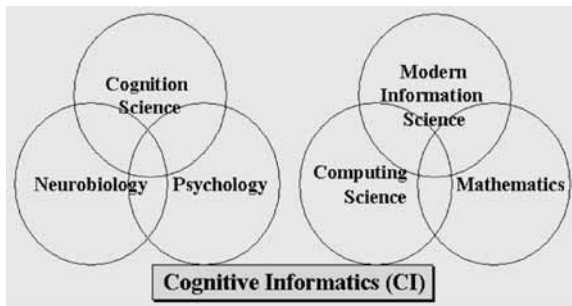 Cognition
Science
Neurobiology
Psychology
Modern
Information
Science
Computing
Science
Mathematics
Cognitive Informatics (CI)